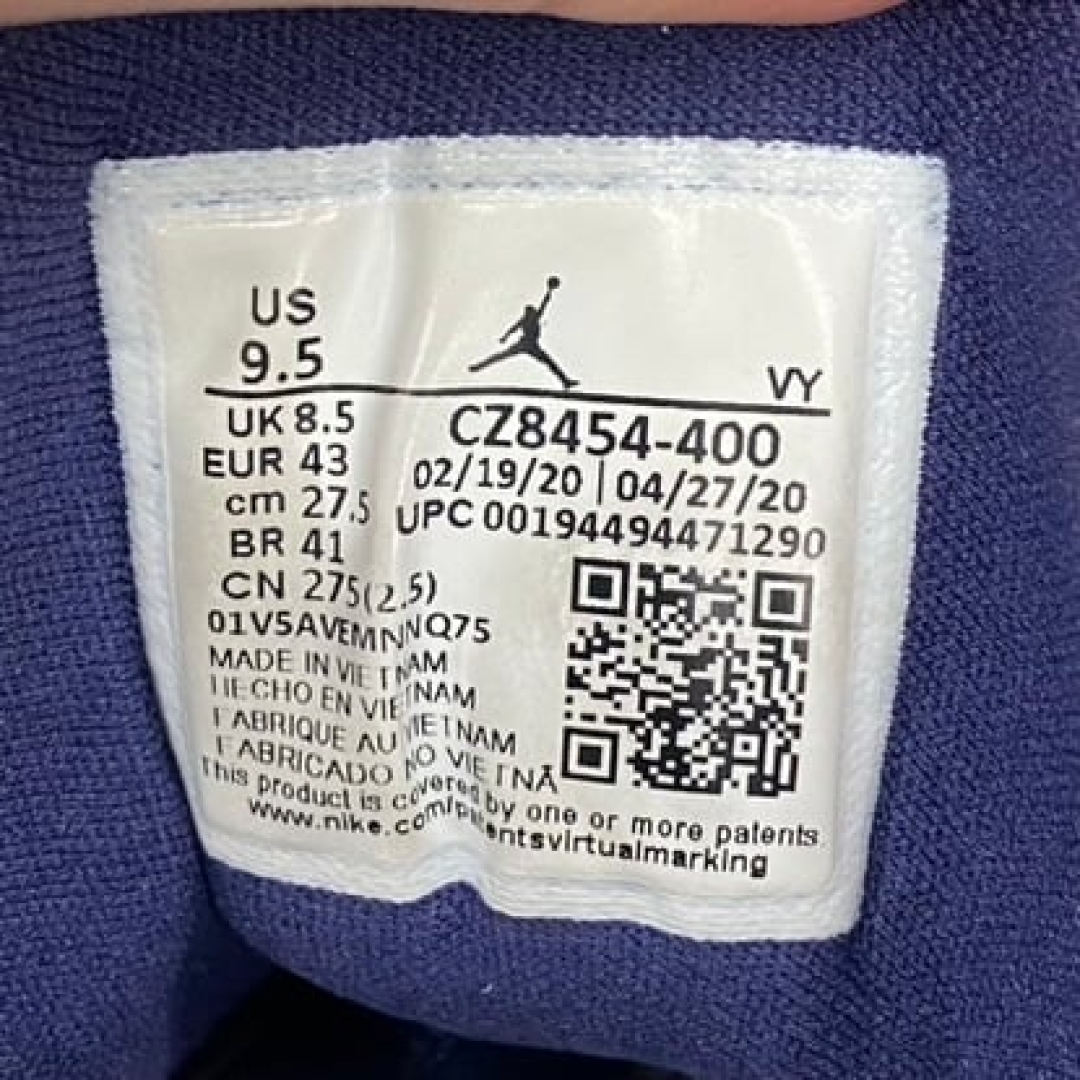 US
9.5
VY
UK 8.5
EUR 43
cm 27.5
BR 41
CN 275(2.5)
CZ8454-400
02/19/20 | 04/27/20
UPC 00194494471290
01V5AVEMNNNQ75
MADE IN VIETNAM
HECHO EN VIETNAM
FABRIQUE AU VIETNAM
FABRICADO NO VIETNÃ
This product is covered by one or more patents
www.nike.com/patentsvirtualmarking